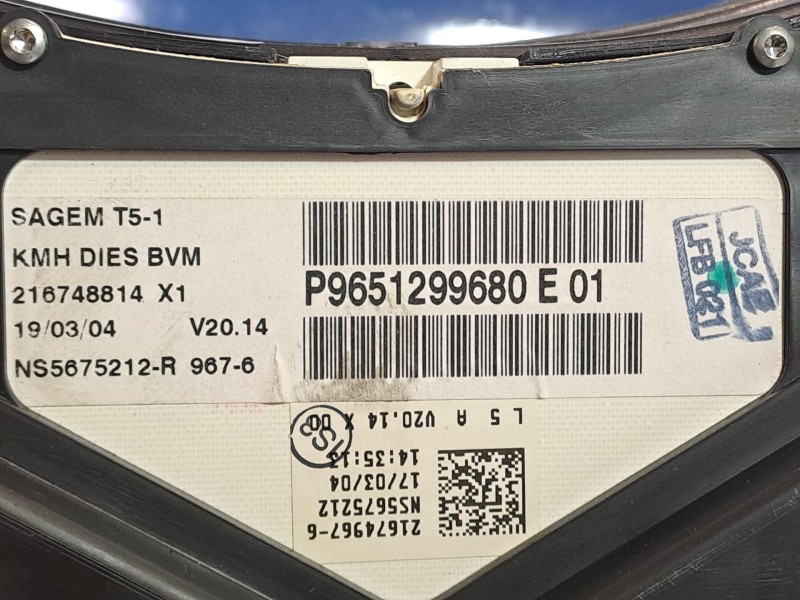 SAGEM T5-1
KMH DIES BVM
216748814 X1
19/03/04 V20.14
NS5675212-R 967-6
P9651299680 E 01
JCAE
LFB 021
21674967-6
NS5675212
17/03/04
14:35:13
L 5 A V20.14 X 00